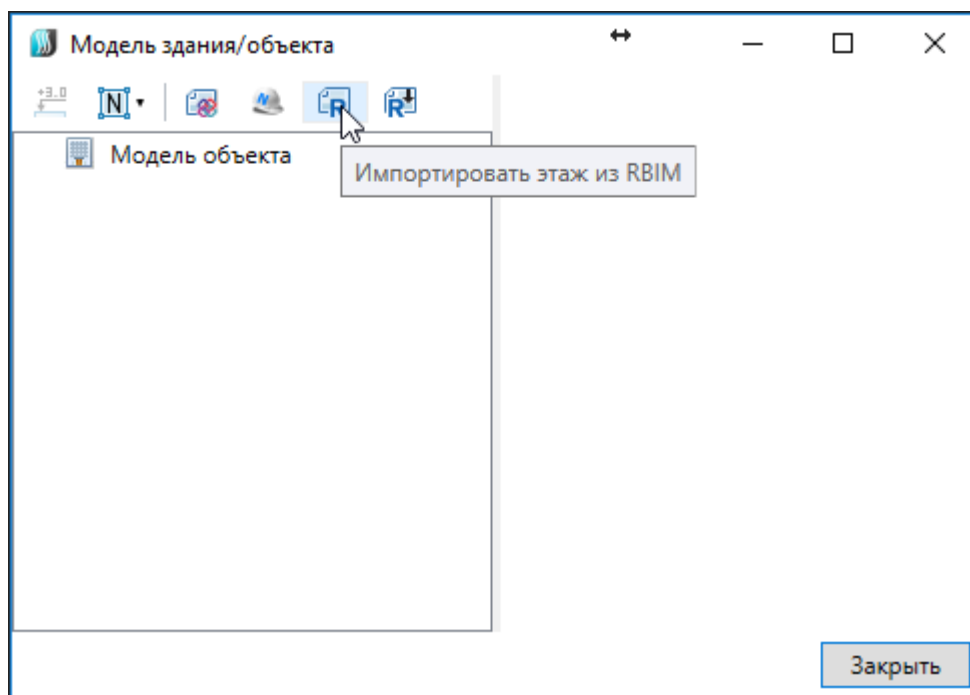 Модель здания/объекта
+3.0
N
N
R
R
Модель объекта
Импортировать этаж из RBIM
Закрыть